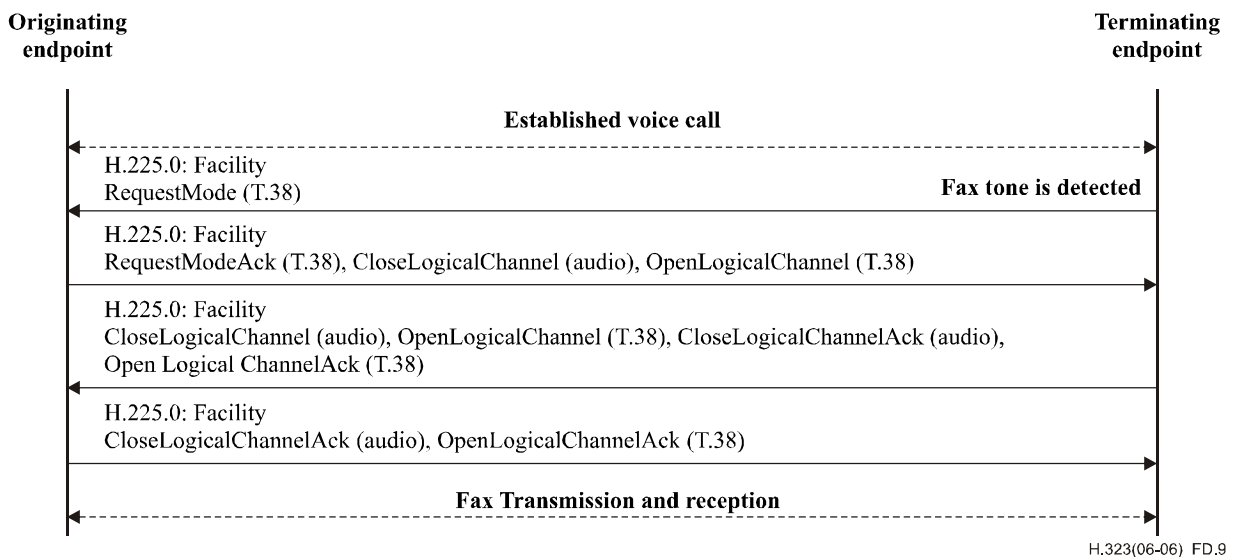 Originating
endpoint
Terminating
endpoint
Established voice call
H.225.0: Facility
RequestMode (T.38)
Fax tone is detected
H.225.0: Facility
RequestModeAck (T.38), CloseLogicalChannel (audio), OpenLogicalChannel (T.38)
H.225.0: Facility
CloseLogicalChannel (audio), OpenLogicalChannel (T.38), CloseLogicalChannelAck (audio),
Open Logical ChannelAck (T.38)
H.225.0: Facility
CloseLogicalChannelAck (audio), OpenLogicalChannelAck (T.38)
Fax Transmission and reception
H.323(06-06) FD.9